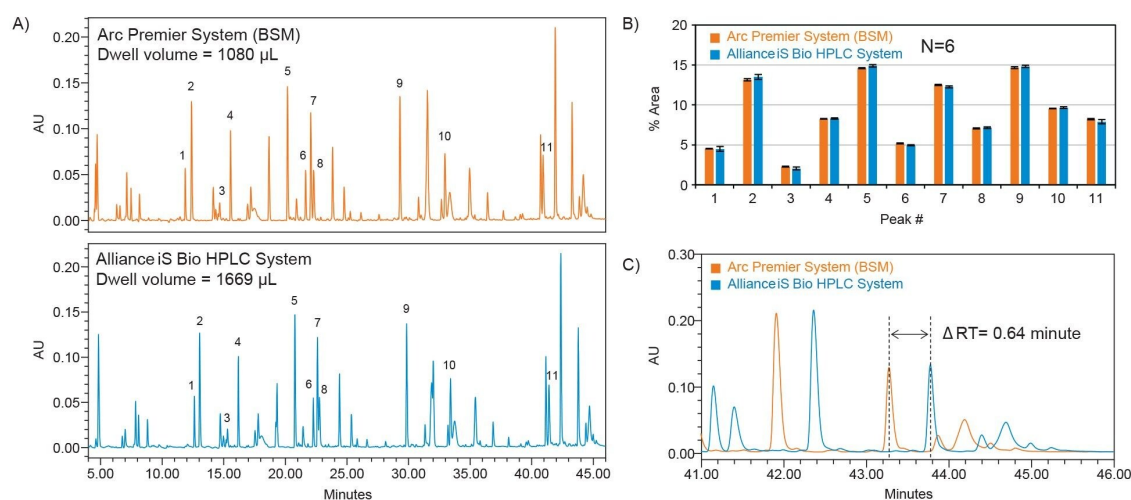 A)
Arc Premier System (BSM)
Dwell volume = 1080 µL
0.20
0.15
0.10
0.05
0.00
AU
1
2
3
4
5
6
7
8
9
10
11
Alliance iS Bio HPLC System
Dwell volume = 1669 µL
0.20
0.15
0.10
0.05
0.00
AU
1
2
3
4
5
6
7
8
9
10
11
5.00 10.00 15.00 20.00 25.00 30.00 35.00 40.00 45.00
Minutes
B)
Arc Premier System (BSM)
Alliance iS Bio HPLC System
N=6
20
15
10
5
0
% Area
1 2 3 4 5 6 7 8 9 10 11
Peak #
C)
Arc Premier System (BSM)
Alliance iS Bio HPLC System
Δ RT= 0.64 minute
0.30
0.20
0.10
0.00
AU
41.00 42.00 43.00 44.00 45.00 46.00
Minutes